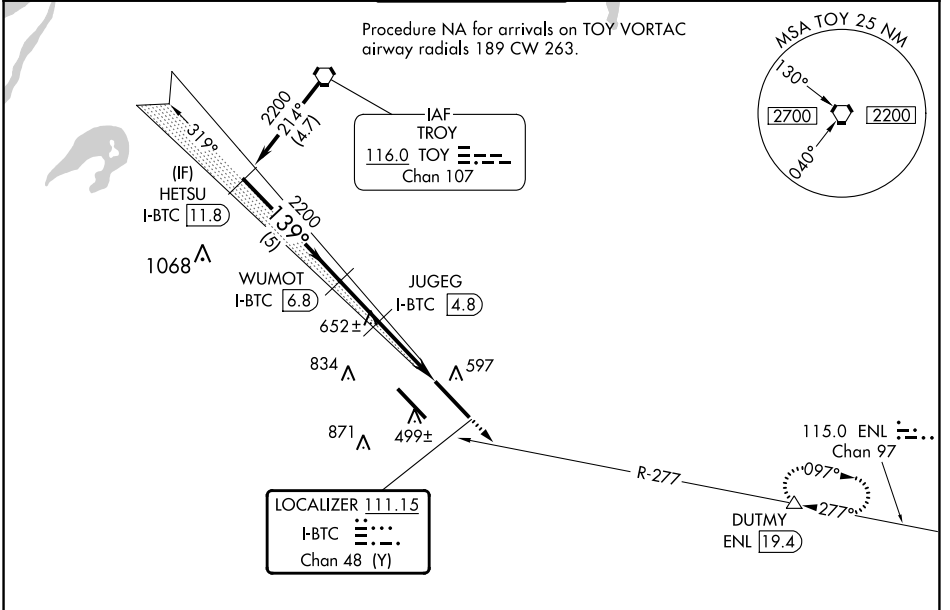 Procedure NA for arrivals on TOY VORTAC
airway radials 189 CW 263.
MSA TOY 25 NM
130°
2700
2200
040°
2200
214°
(4.7)
IAF
TROY
116.0 TOY
Chan 107
319°
(IF)
HETSU
I-BTC 11.8
2200
139°
(5)
1068
WUMOT
I-BTC 6.8
JUGEG
I-BTC 4.8
652±
834
597
871
499±
115.0 ENL
Chan 97
R-277
097°
277°
DUTMY
ENL 19.4
LOCALIZER 111.15
I-BTC
Chan 48 (Y)